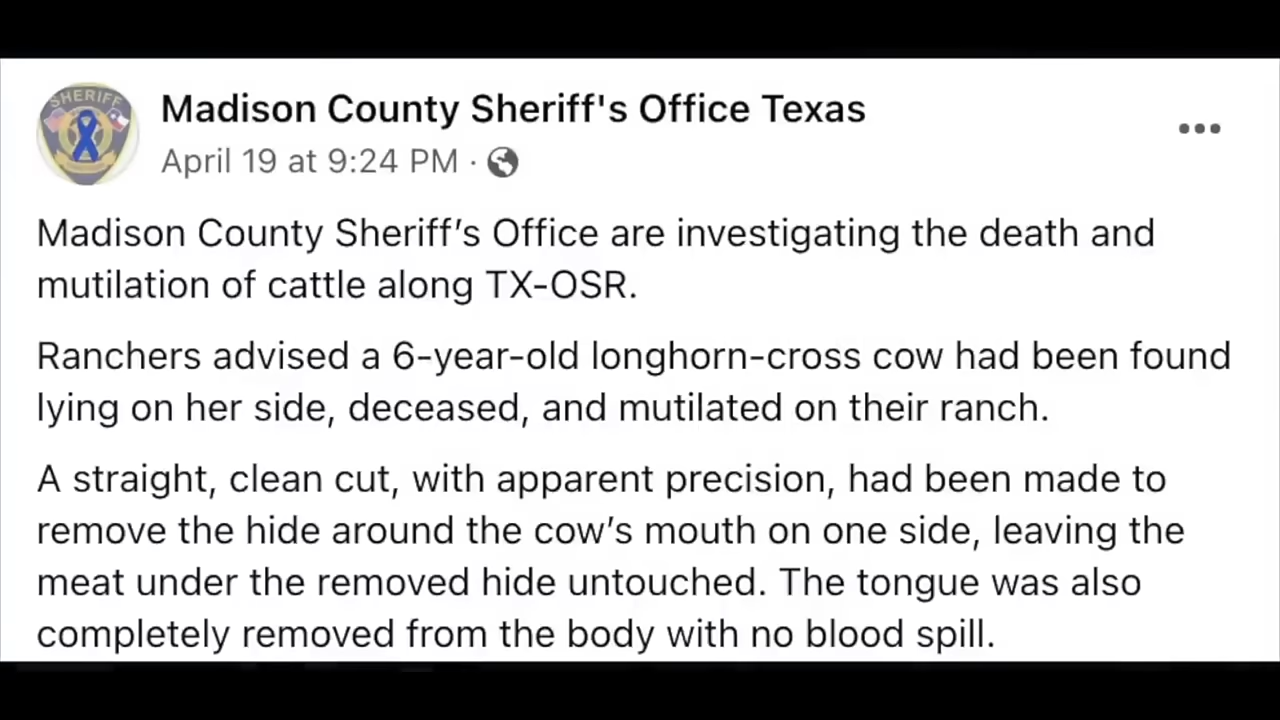 SHERIFF
Madison County Sheriff's Office Texas
April 19 at 9:24 PM ·
Madison County Sheriff’s Office are investigating the death and
mutilation of cattle along TX-OSR.
Ranchers advised a 6-year-old longhorn-cross cow had been found
lying on her side, deceased, and mutilated on their ranch.
A straight, clean cut, with apparent precision, had been made to
remove the hide around the cow’s mouth on one side, leaving the
meat under the removed hide untouched. The tongue was also
completely removed from the body with no blood spill.